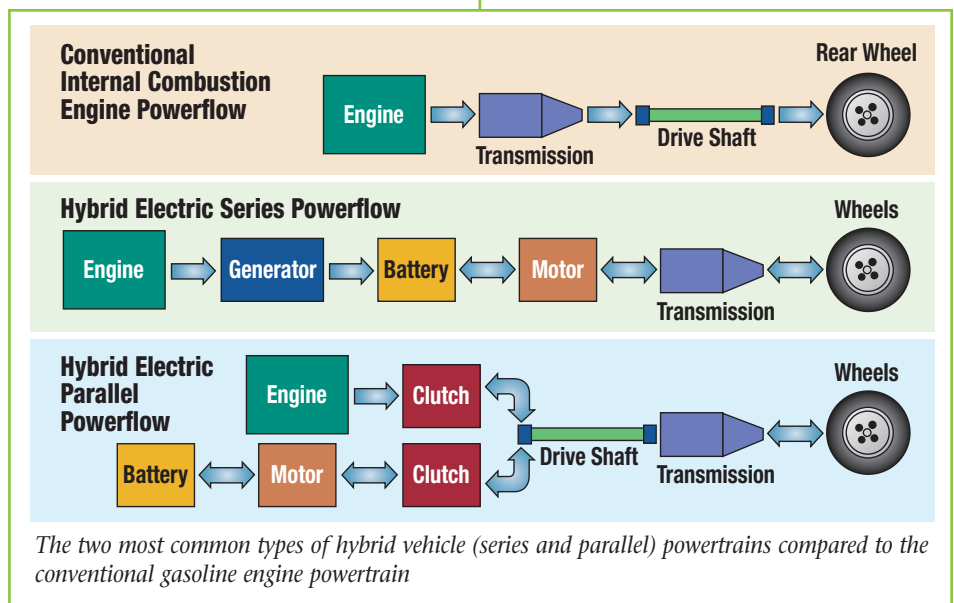 Conventional
Internal Combustion
Engine Powerflow
Engine
Transmission
Drive Shaft
Rear Wheel
Hybrid Electric Series Powerflow
Engine
Generator
Battery
Motor
Transmission
Wheels
Hybrid Electric
Parallel
Powerflow
Engine
Clutch
Battery
Motor
Clutch
Drive Shaft
Transmission
Wheels
The two most common types of hybrid vehicle (series and parallel) powertrains compared to the
conventional gasoline engine powertrain